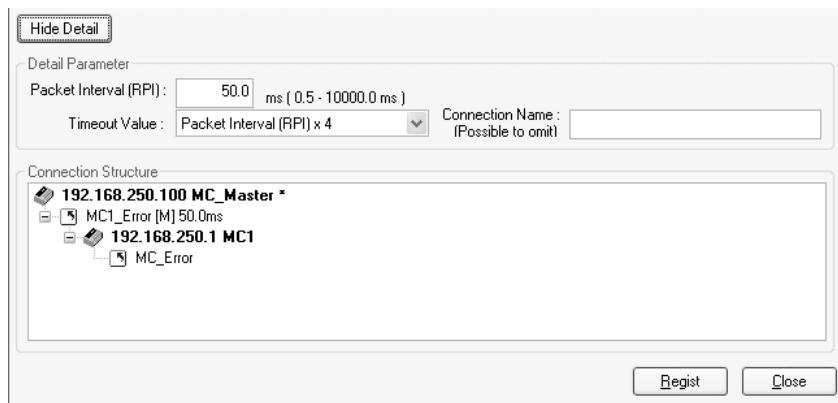 Hide Detail
Detail Parameter
Packet Interval (RPI) : 50.0 ms ( 0.5 - 10000.0 ms )
Timeout Value : Packet Interval (RPI) x 4 Connection Name :
(Possible to omit)
Connection Structure
192.168.250.100 MC_Master *
MC1_Error [M] 50.0ms
192.168.250.1 MC1
MC_Error
Regist Close